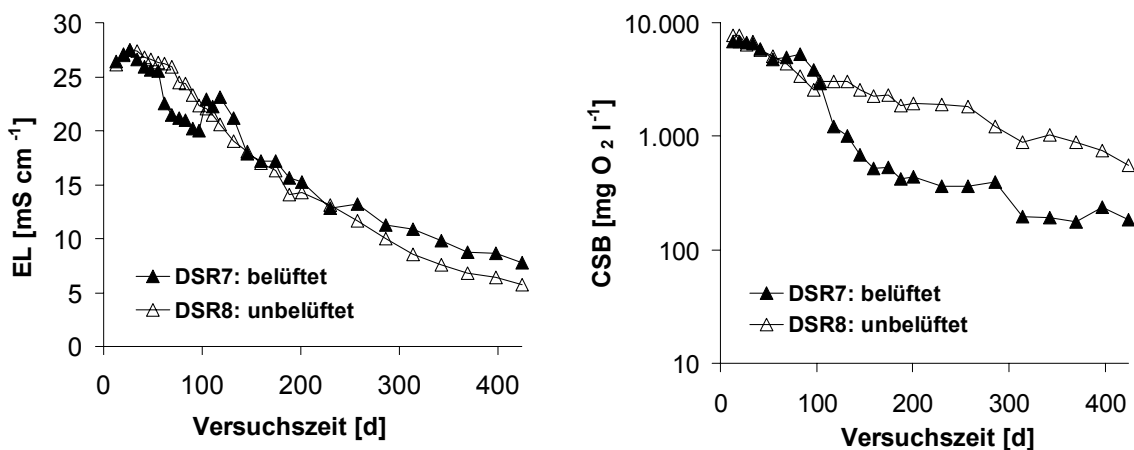 30
25
20
15
10
5
0
EL [mS cm -1]
DSR7: belüftet
DSR8: unbelüftet
0 100 200 300 400
Versuchszeit [d]
10.000
1.000
100
10
CSB [mg O 2 l-1]
DSR7: belüftet
DSR8: unbelüftet
0 100 200 300 400
Versuchszeit [d]